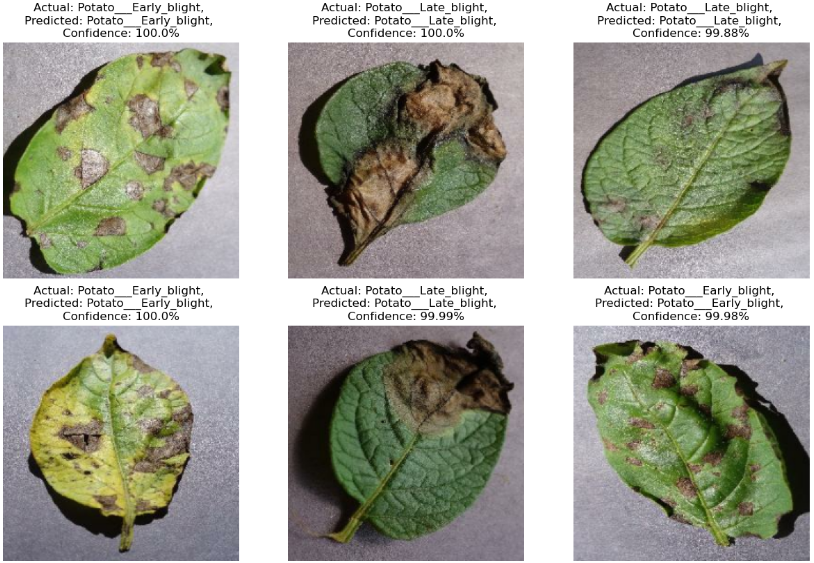 Actual: Potato___Early_blight,
Predicted: Potato___Early_blight,
Confidence: 100.0%
Actual: Potato___Late_blight,
Predicted: Potato___Late_blight,
Confidence: 100.0%
Actual: Potato___Late_blight,
Predicted: Potato___Late_blight,
Confidence: 99.88%
Actual: Potato___Early_blight,
Predicted: Potato___Early_blight,
Confidence: 100.0%
Actual: Potato___Late_blight,
Predicted: Potato___Late_blight,
Confidence: 99.99%
Actual: Potato___Early_blight,
Predicted: Potato___Early_blight,
Confidence: 99.98%